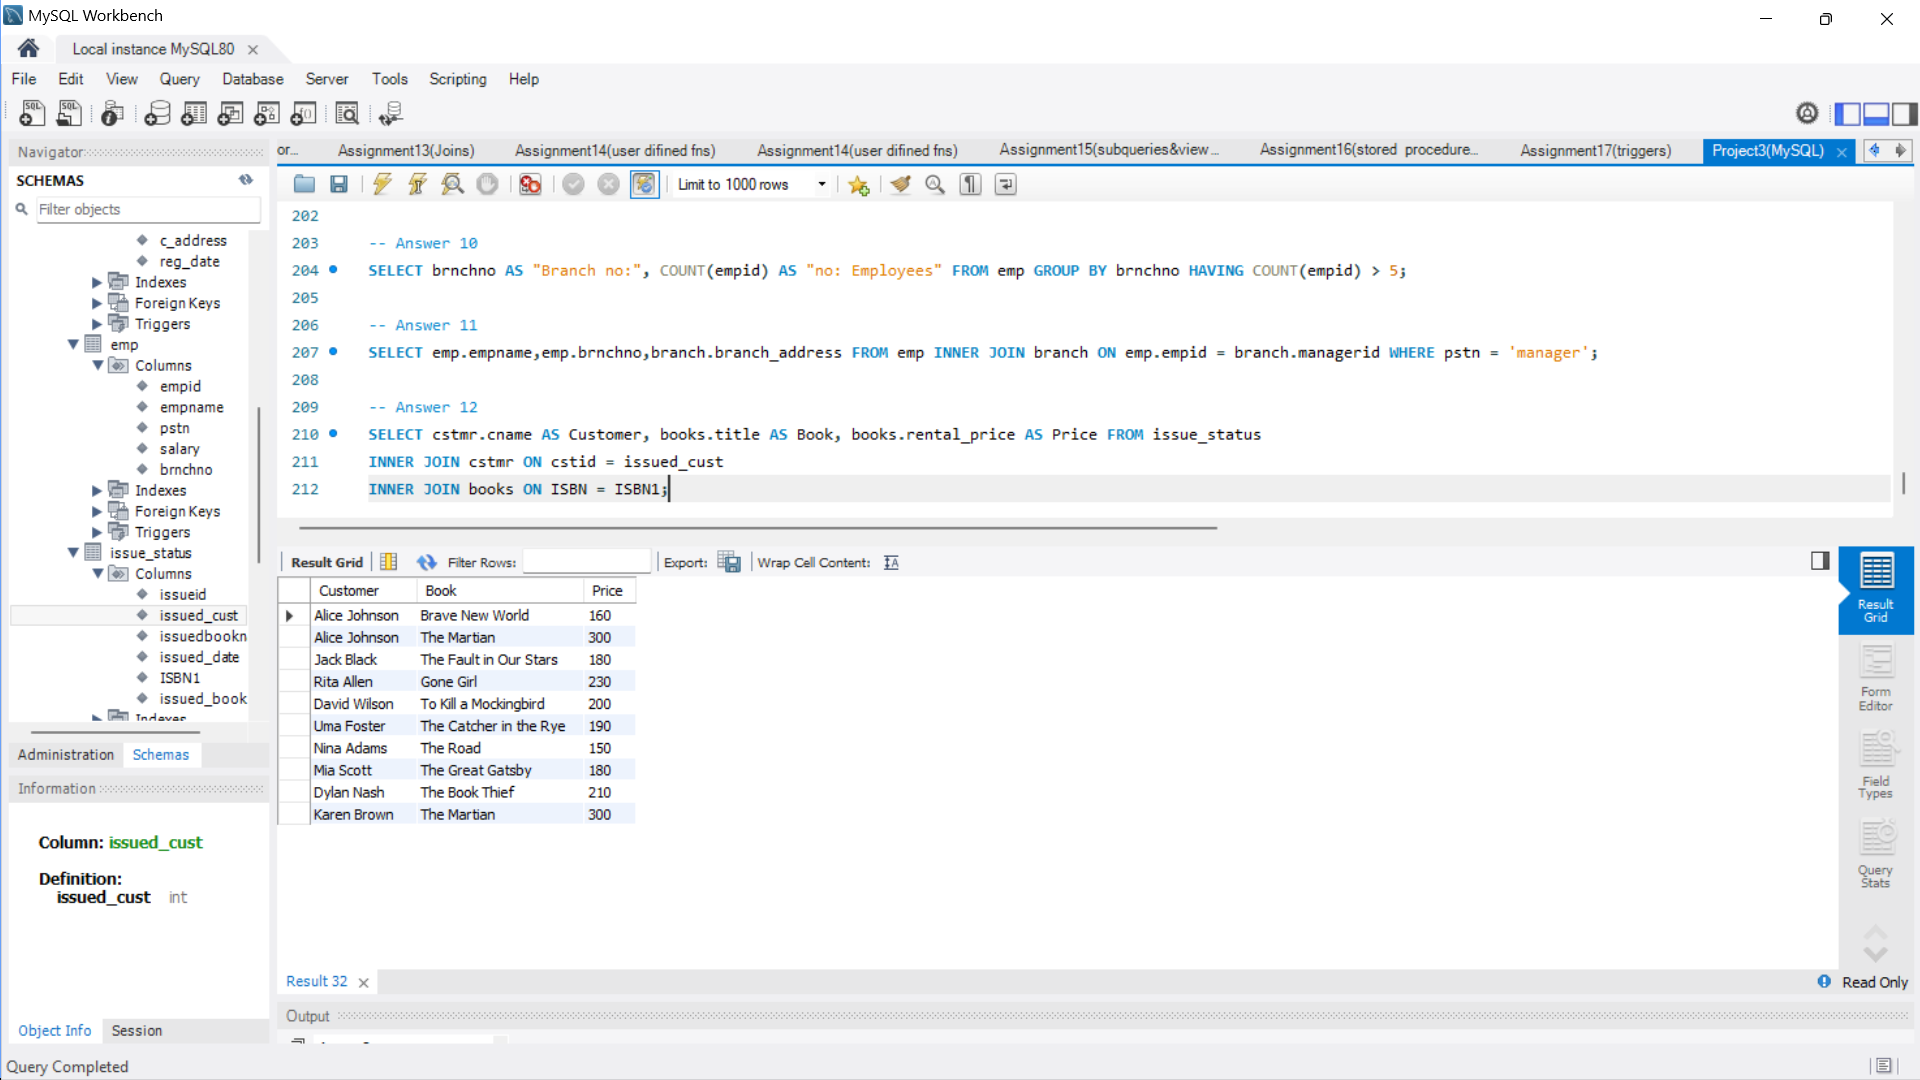 MySQL Workbench
Local instance MySQL80
File Edit View Query Database Server Tools Scripting Help
Navigator
or... Assignment13(Joins) Assignment14(user difined fns) Assignment14(user difined fns) Assignment15(subqueries&view... Assignment16(stored procedure... Assignment17(triggers) Project3(MySQL)
SCHEMAS
Limit to 1000 rows
Filter objects
c_address
reg_date
Indexes
Foreign Keys
Triggers
emp
Columns
empid
empname
pstn
salary
brnchno
Indexes
Foreign Keys
Triggers
issue_status
Columns
issueid
issued_cust
issuedbookn
issued_date
ISBN1
issued_book
Indexes
Administration Schemas
Information
Column: issued_cust
Definition:
issued_cust int
Object Info Session
202
203 -- Answer 10
204 SELECT brnchno AS "Branch no:", COUNT(empid) AS "no: Employees" FROM emp GROUP BY brnchno HAVING COUNT(empid) > 5;
205
206 -- Answer 11
207 SELECT emp.empname,emp.brnchno,branch.branch_address FROM emp INNER JOIN branch ON emp.empid = branch.managerid WHERE pstn = 'manager';
208
209 -- Answer 12
210 SELECT cstmr.cname AS Customer, books.title AS Book, books.rental_price AS Price FROM issue_status
211 INNER JOIN cstmr ON cstid = issued_cust
212 INNER JOIN books ON ISBN = ISBN1;
Result Grid Filter Rows: Export: Wrap Cell Content:
Customer Book Price
Alice Johnson Brave New World 160
Alice Johnson The Martian 300
Jack Black The Fault in Our Stars 180
Rita Allen Gone Girl 230
David Wilson To Kill a Mockingbird 200
Uma Foster The Catcher in the Rye 190
Nina Adams The Road 150
Mia Scott The Great Gatsby 180
Dylan Nash The Book Thief 210
Karen Brown The Martian 300
Result
Grid
Form
Editor
Field
Types
Query
Stats
Result 32
Read Only
Output
Query Completed